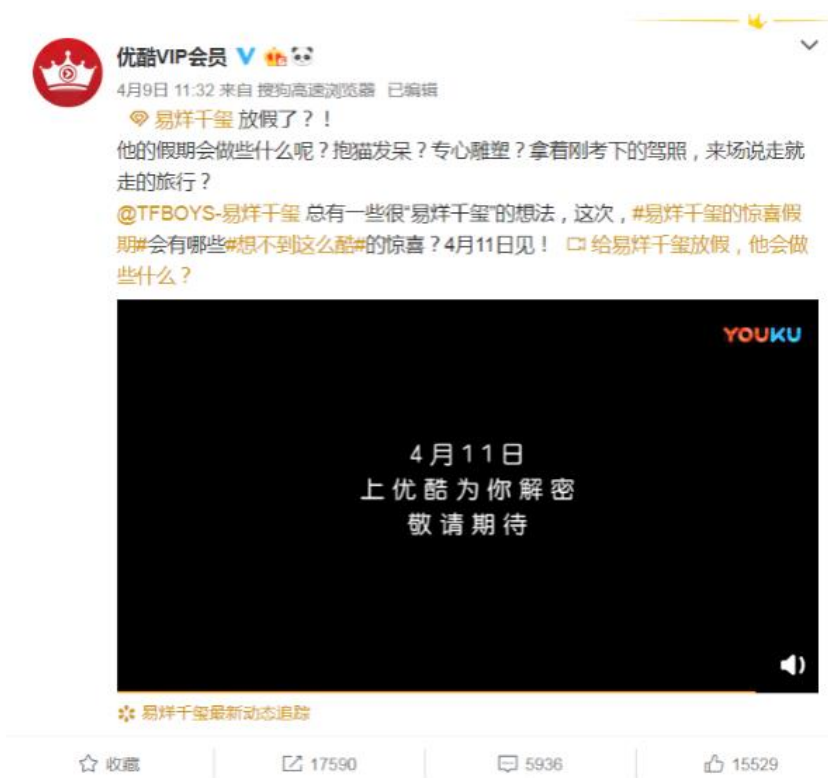 优酷VIP会员
4月9日 11:32 来自 搜狗高速浏览器 已编辑
易烊千玺 放假了？！
他的假期会做些什么呢？抱猫发呆？专心雕塑？拿着刚考下的驾照，来场说走就
走的旅行？
@TFBOYS-易烊千玺 总有一些很“易烊千玺”的想法，这次，#易烊千玺的惊喜假
期#会有哪些#想不到这么酷#的惊喜？4月11日见！ 给易烊千玺放假，他会做
些什么？
YOUKU
4月11日
上优酷为你解密
敬请期待
易烊千玺最新动态追踪
收藏 17590 5936 15529